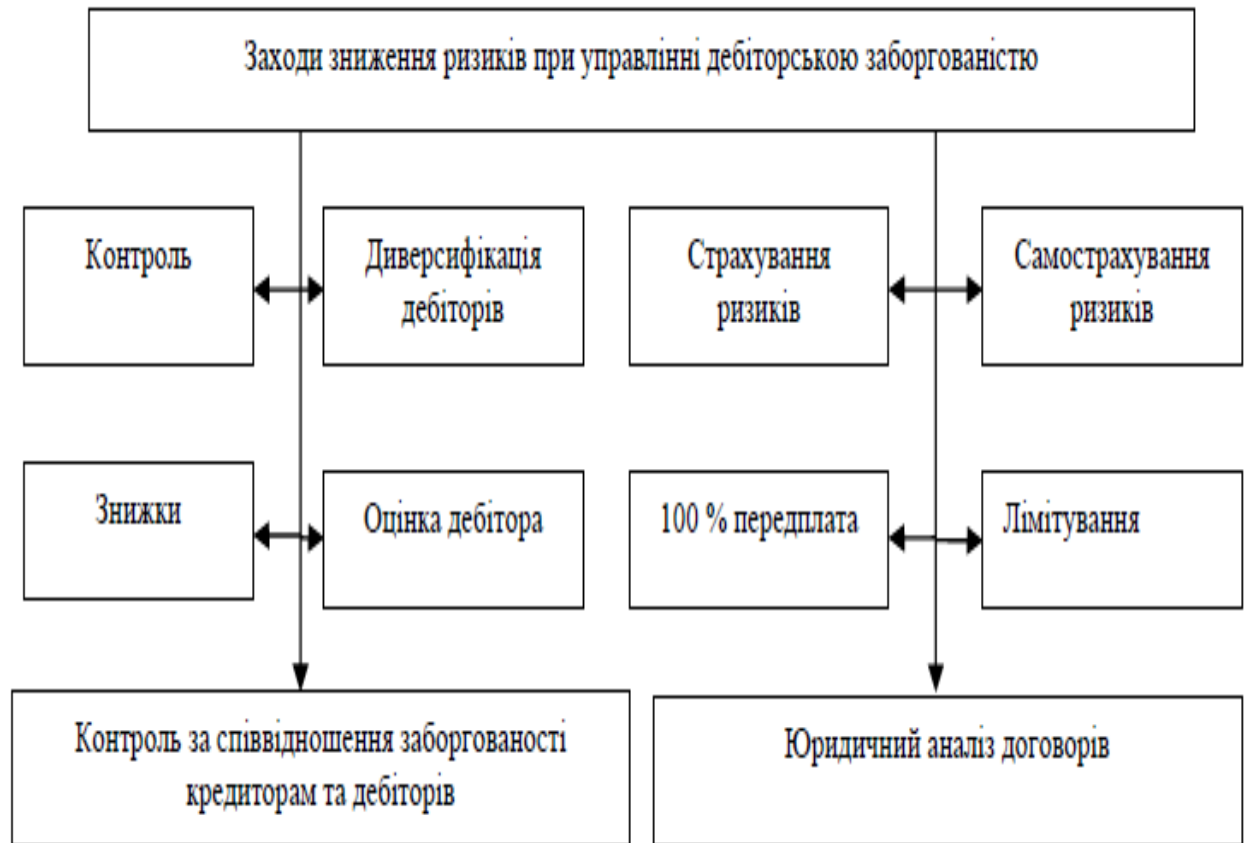 Заходи зниження ризиків при управлінні дебіторською заборгованістю
Контроль
Диверсифікація
дебіторів
Страхування
ризиків
Самострахування
ризиків
Знижки
Оцінка дебітора
100 % передплата
Лімітування
Контроль за співвідношення заборгованості
кредиторам та дебіторів
Юридичний аналіз договорів